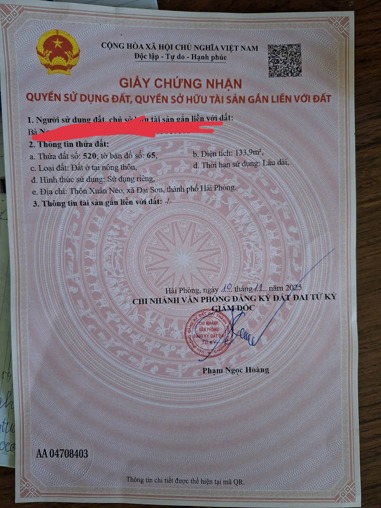 CỘNG HÒA XÃ HỘI CHỦ NGHĨA VIỆT NAM
Độc lập - Tự do - Hạnh phúc
GIẤY CHỨNG NHẬN
QUYỀN SỬ DỤNG ĐẤT, QUYỀN SỞ HỮU TÀI SẢN GẮN LIỀN VỚI ĐẤT
1. Người sử dụng đất, chủ sở hữu tài sản gắn liền với đất:
Bà
2. Thông tin thửa đất:
a. Thửa đất số: 520; tờ bản đồ số: 65, b. Diện tích: 133,9m²,
c. Loại đất: Đất ở tại nông thôn, d. Thời hạn sử dụng: Lâu dài,
đ. Hình thức sử dụng: Sử dụng riêng,
e. Địa chỉ: Thôn Xuân Nẻo, xã Đại Sơn, thành phố Hải Phòng.
3. Thông tin tài sản gắn liền với đất: -/-
Hải Phòng, ngày tháng năm 2025
CHI NHÁNH VĂN PHÒNG ĐĂNG KÝ ĐẤT ĐAI TỨ KỲ
GIÁM ĐỐC
CHI NHÁNH
VĂN PHÒNG
Phạm Ngọc Hoàng
AA 04708403
Thông tin chi tiết được thể hiện tại mã QR.